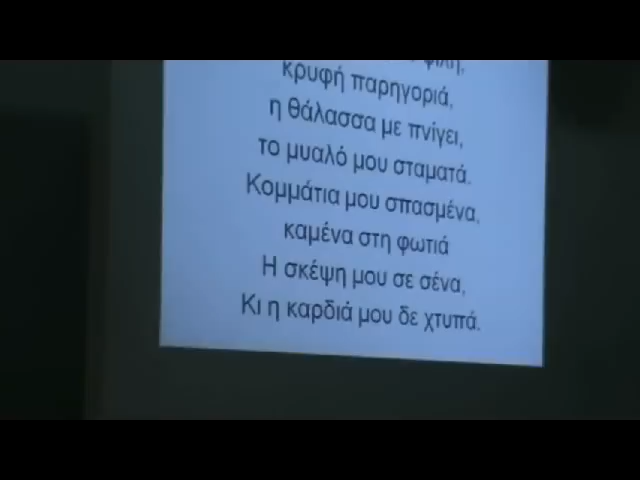 κρυφή παρηγοριά,
η θάλασσα με πνίγει,
το μυαλό μου σταματά.
Κομμάτια μου σπασμένα,
καμένα στη φωτιά
Η σκέψη μου σε σένα,
Κι η καρδιά μου δε χτυπά.